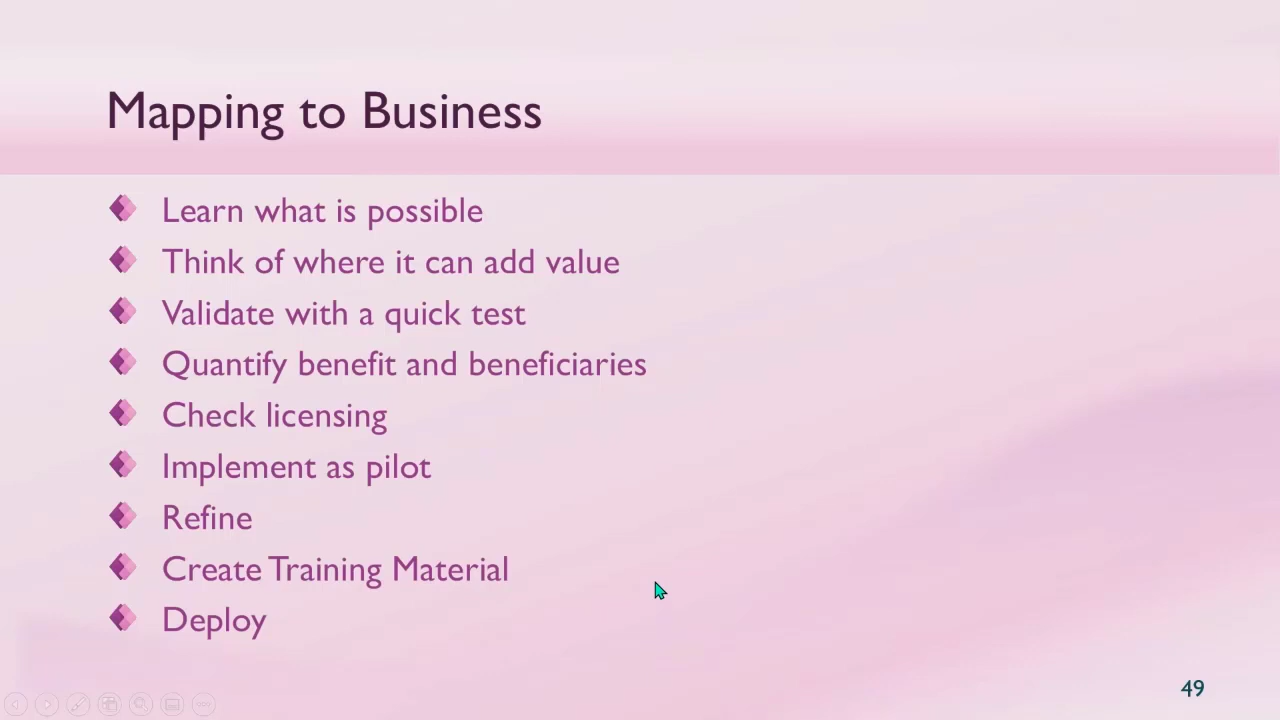 Mapping to Business
Learn what is possible
Think of where it can add value
Validate with a quick test
Quantify benefit and beneficiaries
Check licensing
Implement as pilot
Refine
Create Training Material
Deploy
49